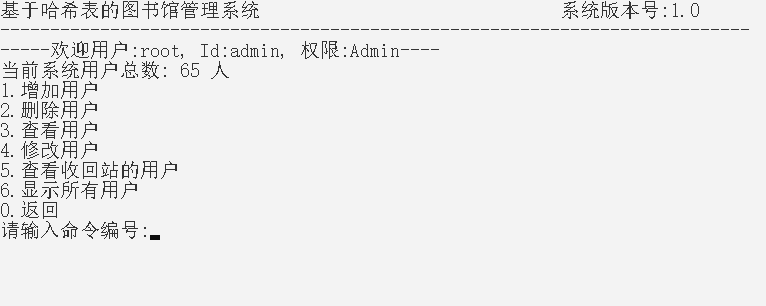 基于哈希表的图书馆管理系统 系统版本号:1.0
---------------------------------------------------------------------------
-----欢迎用户:root, Id:admin, 权限:Admin----
当前系统用户总数: 65 人
1.增加用户
2.删除用户
3.查看用户
4.修改用户
5.查看收回站的用户
6.显示所有用户
0.返回
请输入命令编号: